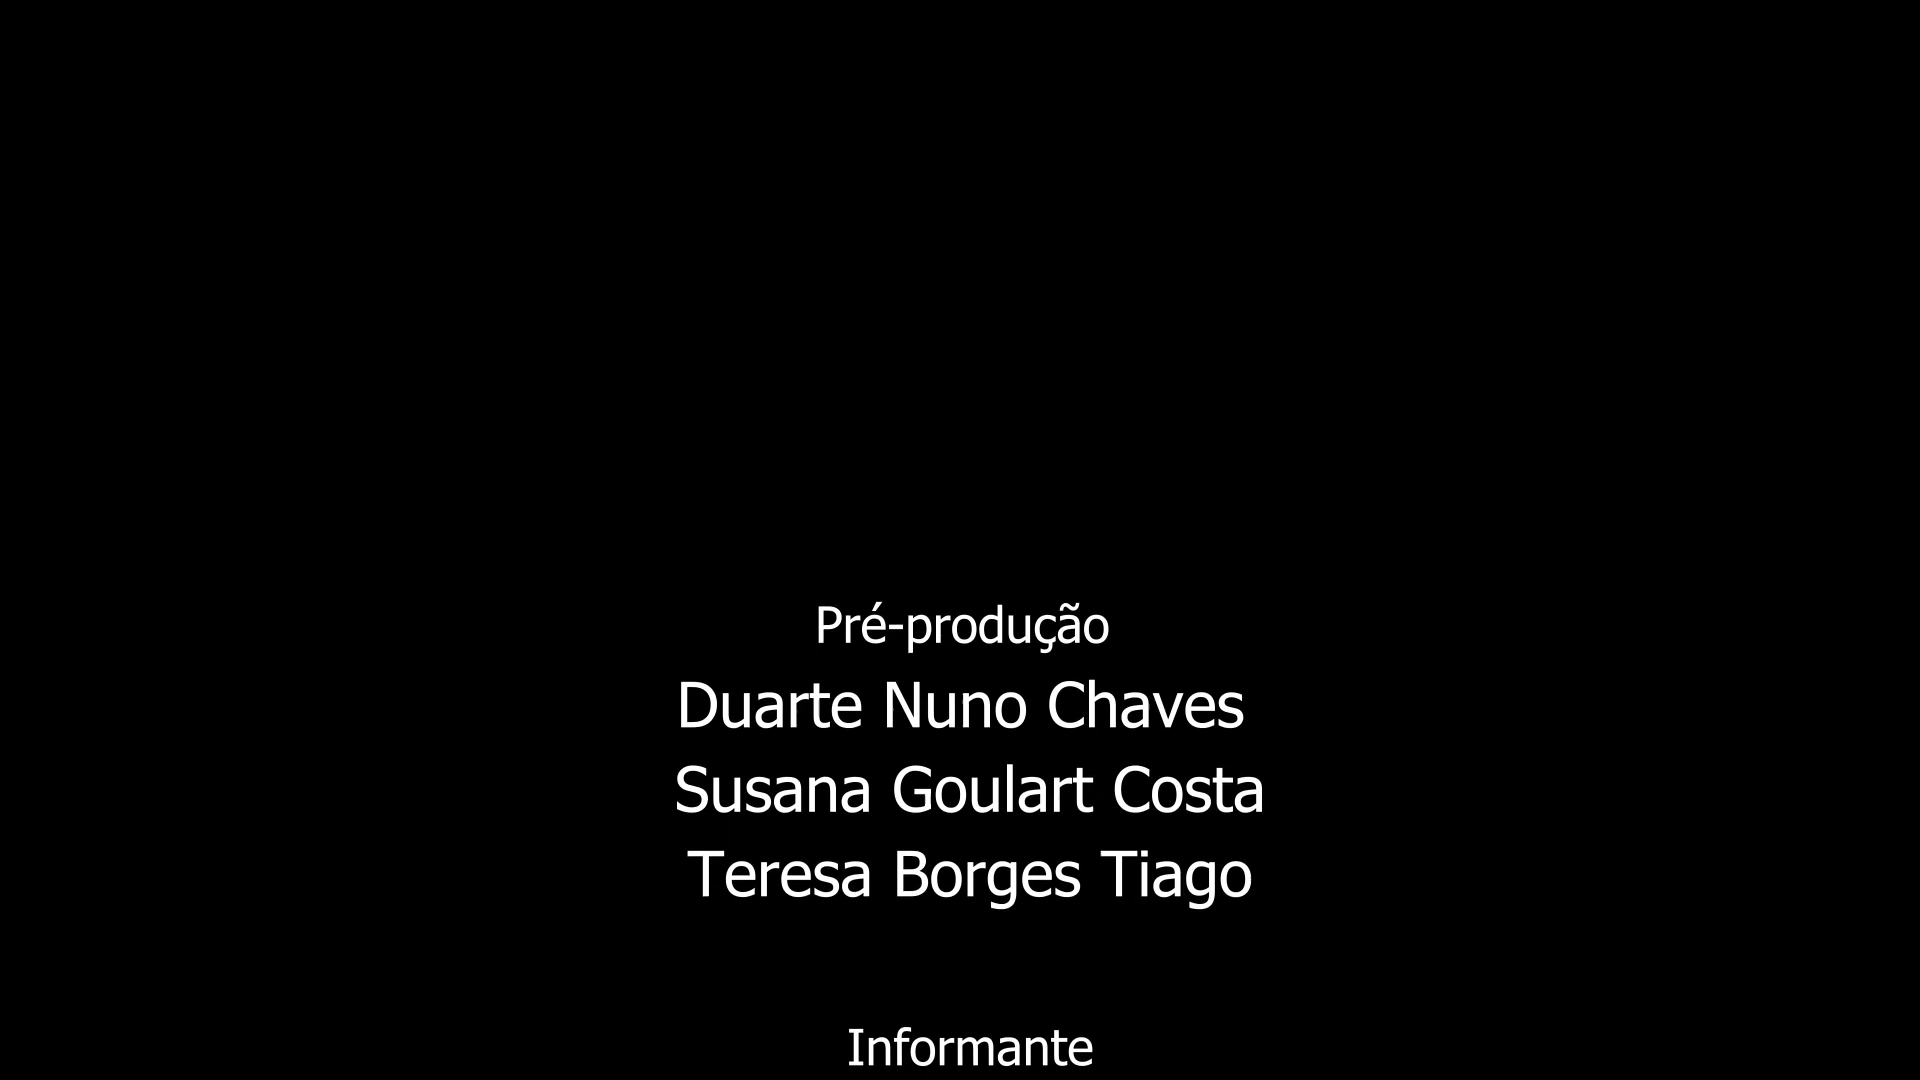 Pré-produção
Duarte Nuno Chaves
Susana Goulart Costa
Teresa Borges Tiago
Informante